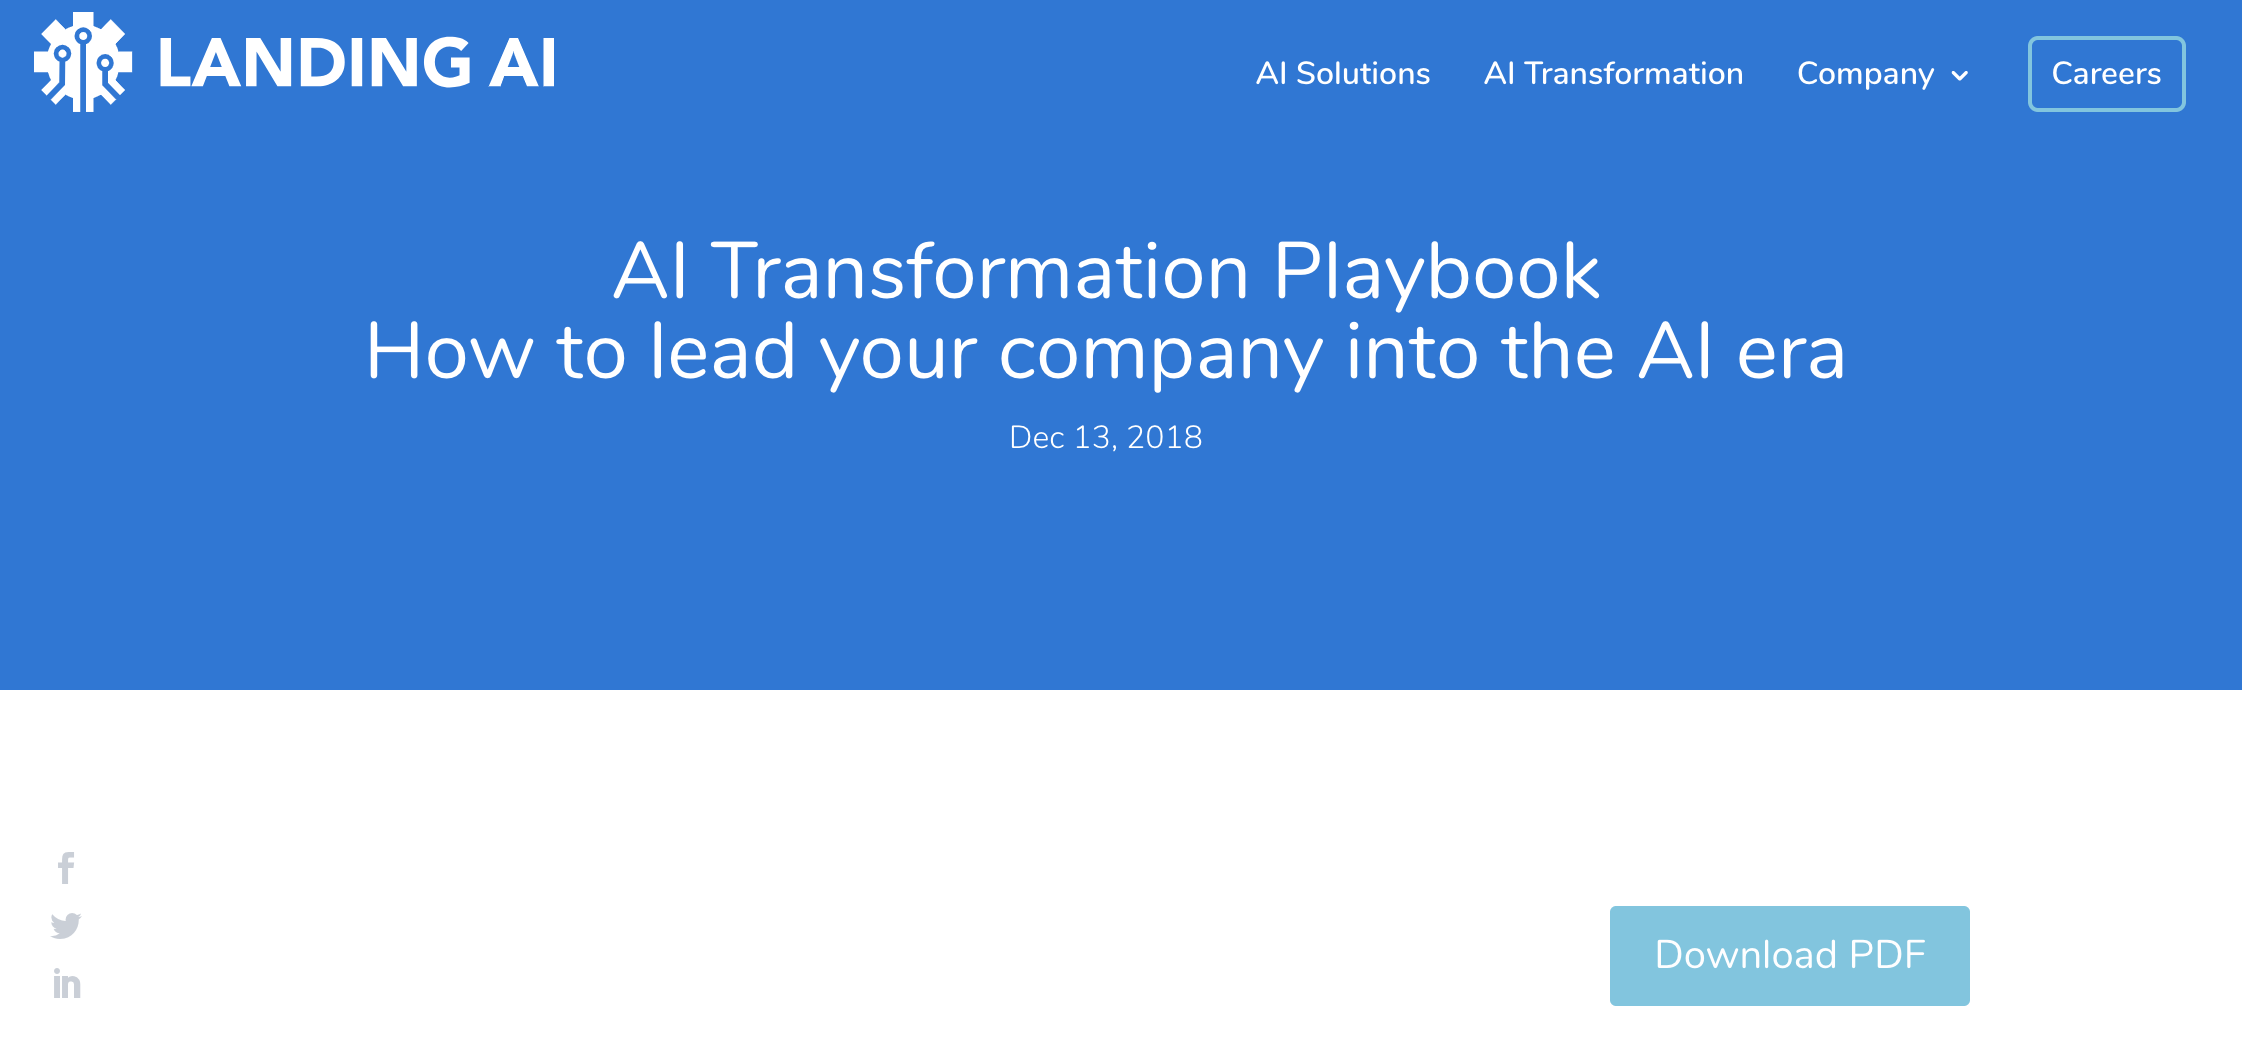 LANDING AI
AI Solutions
AI Transformation
Company
Careers
AI Transformation Playbook
How to lead your company into the AI era
Dec 13, 2018
Download PDF